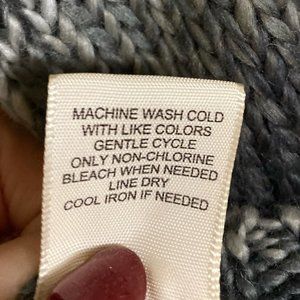 MACHINE WASH COLD
WITH LIKE COLORS
GENTLE CYCLE
ONLY NON-CHLORINE
BLEACH WHEN NEEDED
LINE DRY
COOL IRON IF NEEDED